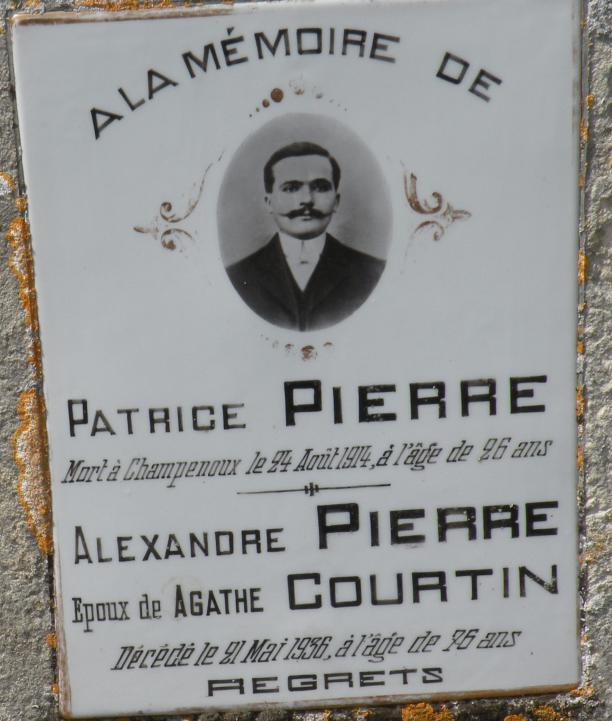 A LA MÉMOIRE DE
PATRICE PIERRE
Mort à Champenoux le 24 Août 1914, à l'âge de 26 ans
ALEXANDRE PIERRE
Epoux de AGATHE COURTIN
Décédé le 21 Mai 1936, à l'âge de 76 ans
REGRETS